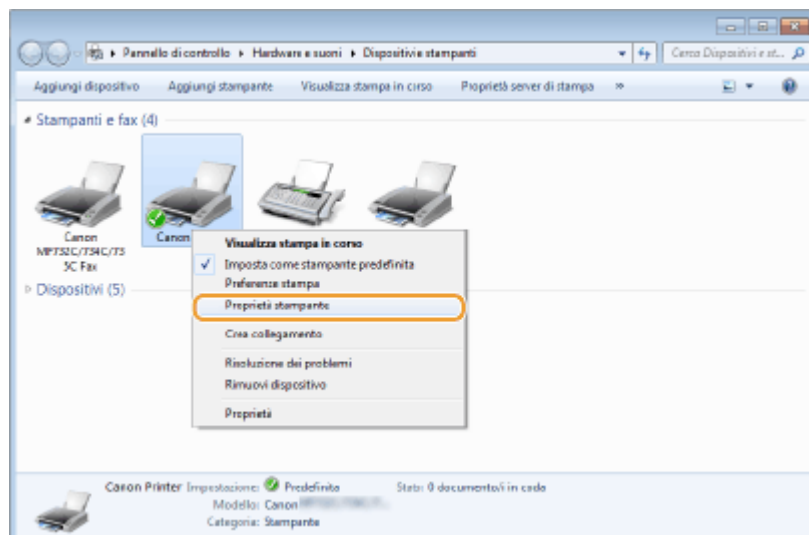 Pannello di controllo Hardware e suoni Dispositivi e stampanti Cerca Dispositivi e st...
Aggiungi dispositivo Aggiungi stampante Visualizza stampa in corso Proprietà server di stampa »
Stampanti e fax (4)
Canon
MF732C/734C/73
5C Fax
Canon
Visualizza stampa in corso
Imposta come stampante predefinita
Preferenze stampa
Proprietà stampante
Crea collegamento
Risoluzione dei problemi
Rimuovi dispositivo
Proprietà
Dispositivi (5)
Canon Printer Impostazione: Predefinita Stato: 0 documento/i in coda
Modello: Canon
Categoria: Stampante